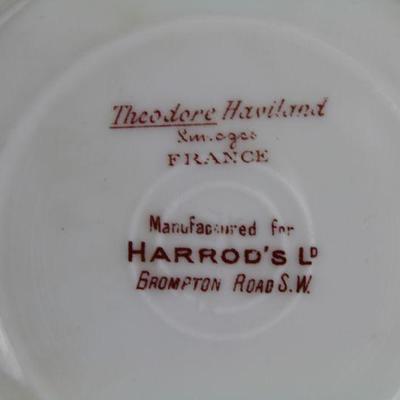 Theodore Haviland
Limoges
FRANCE
Manufactured for
HARROD'S LD
BROMPTON ROAD S.W.